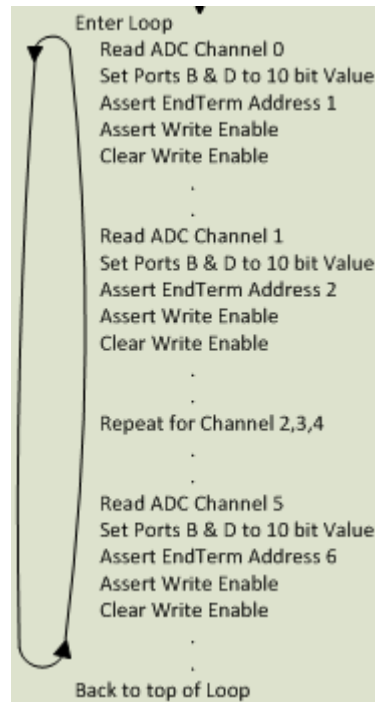 Enter Loop
Read ADC Channel 0
Set Ports B & D to 10 bit Value
Assert EndTerm Address 1
Assert Write Enable
Clear Write Enable
.
.
Read ADC Channel 1
Set Ports B & D to 10 bit Value
Assert EndTerm Address 2
Assert Write Enable
Clear Write Enable
.
.
Repeat for Channel 2,3,4
.
.
Read ADC Channel 5
Set Ports B & D to 10 bit Value
Assert EndTerm Address 6
Assert Write Enable
Clear Write Enable
.
.
Back to top of Loop